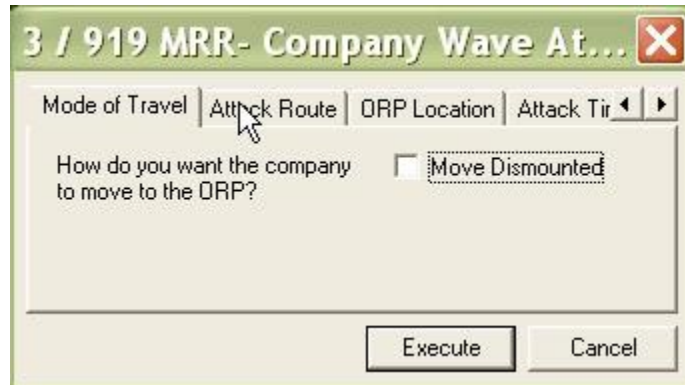 3 / 919 MRR- Company Wave At...
Mode of Travel Attack Route ORP Location Attack Tir
How do you want the company Move Dismounted
to move to the ORP?
Execute Cancel